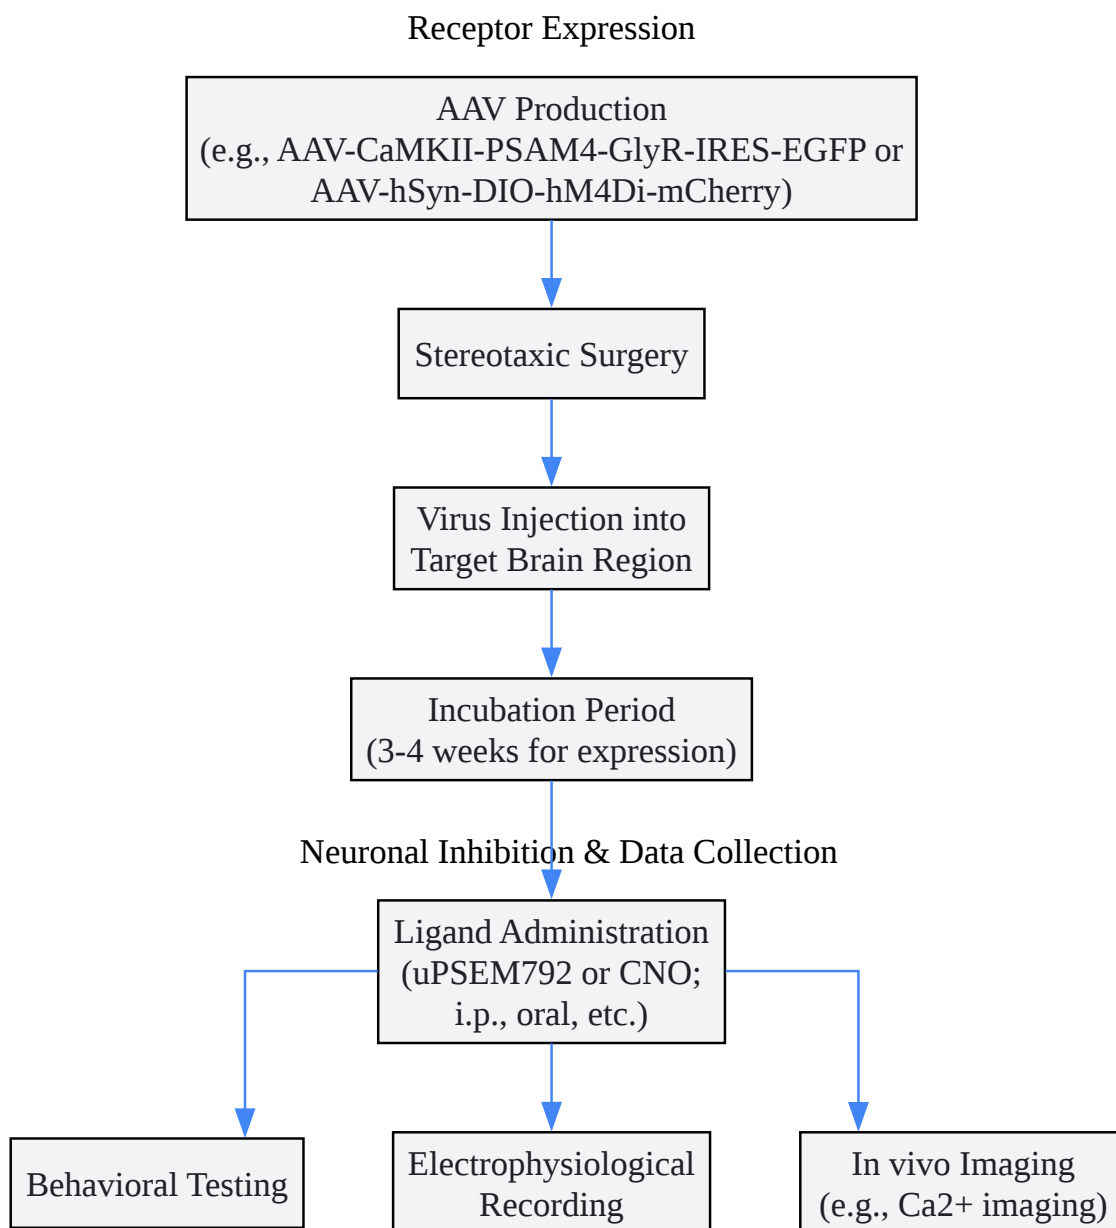 Receptor Expression
AAV Production
(e.g., AAV-CaMKII-PSAM4-GlyR-IRES-EGFP or
AAV-hSyn-DIO-hM4Di-mCherry)
Stereotaxic Surgery
Virus Injection into
Target Brain Region
Incubation Period
(3-4 weeks for expression)
Neuronal Inhibition & Data Collection
Ligand Administration
(uPSEM792 or CNO;
i.p., oral, etc.)
Behavioral Testing
Electrophysiological
Recording
In vivo Imaging
(e.g., Ca2+ imaging)